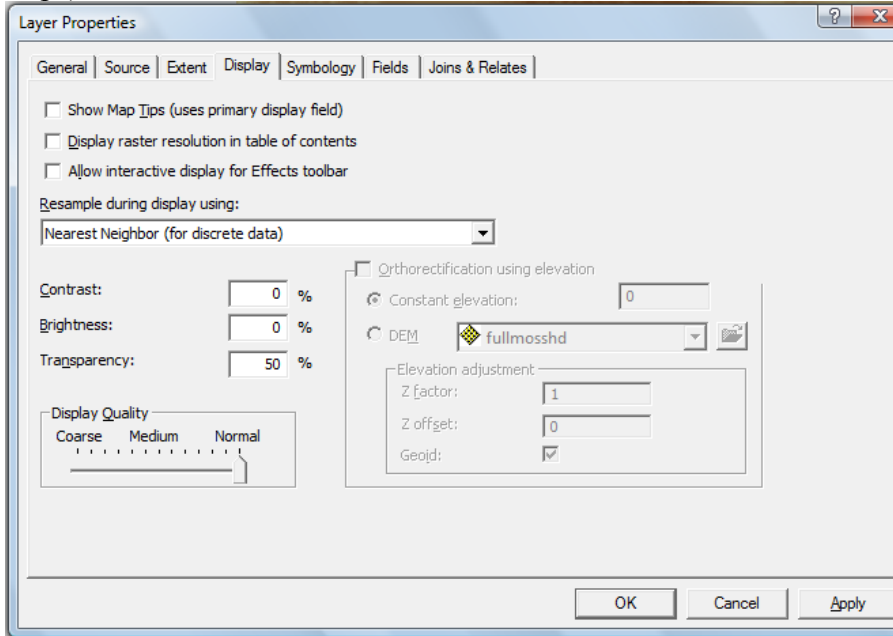 Layer Properties
General Source Extent Display Symbology Fields Joins & Relates
Show Map Tips (uses primary display field)
Display raster resolution in table of contents
Allow interactive display for Effects toolbar
Resample during display using:
Nearest Neighbor (for discrete data)
Contrast: 0 %
Brightness: 0 %
Transparency: 50 %
Display Quality
Coarse Medium Normal
Orthorectification using elevation
Constant elevation: 0
DEM fullmosshd
Elevation adjustment
Z factor: 1
Z offset: 0
Geoid:
OK Cancel Apply